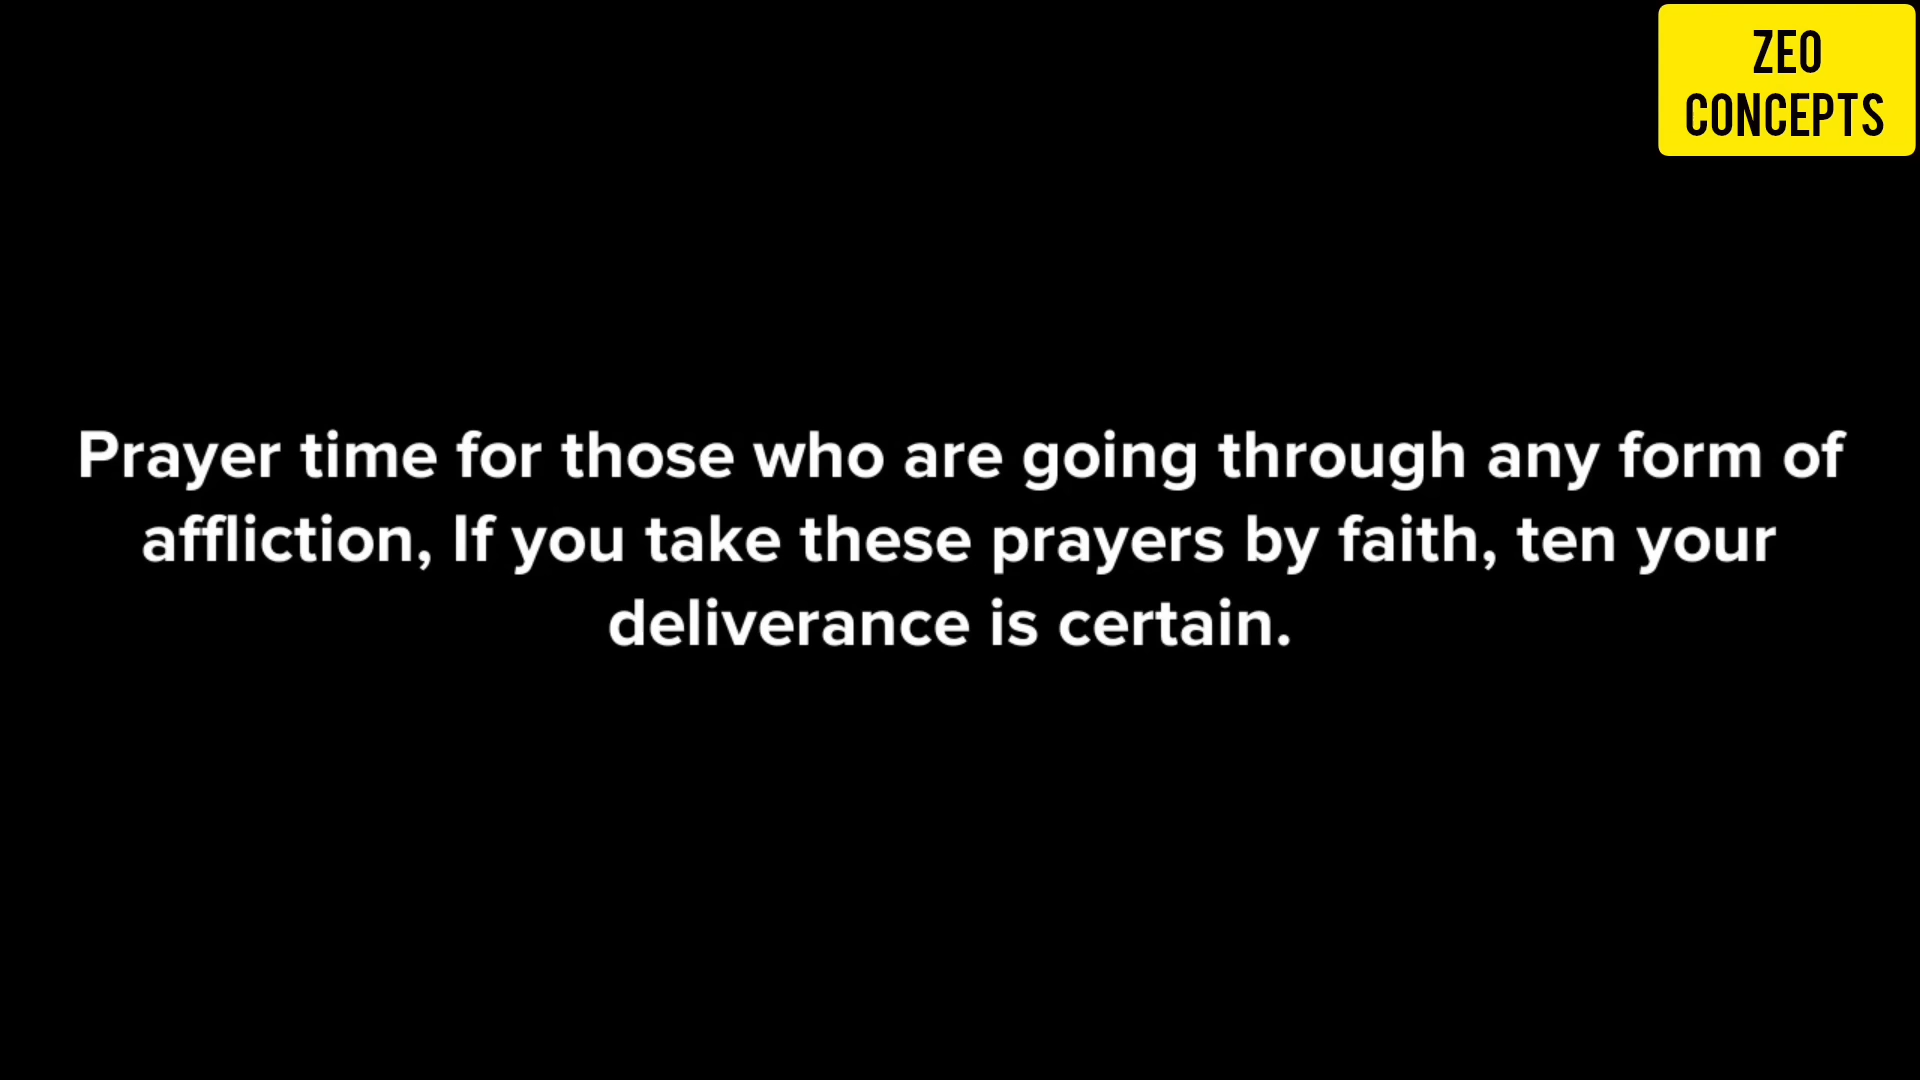 ZEO
CONCEPTS
Prayer time for those who are going through any form of
affliction, If you take these prayers by faith, ten your
deliverance is certain.